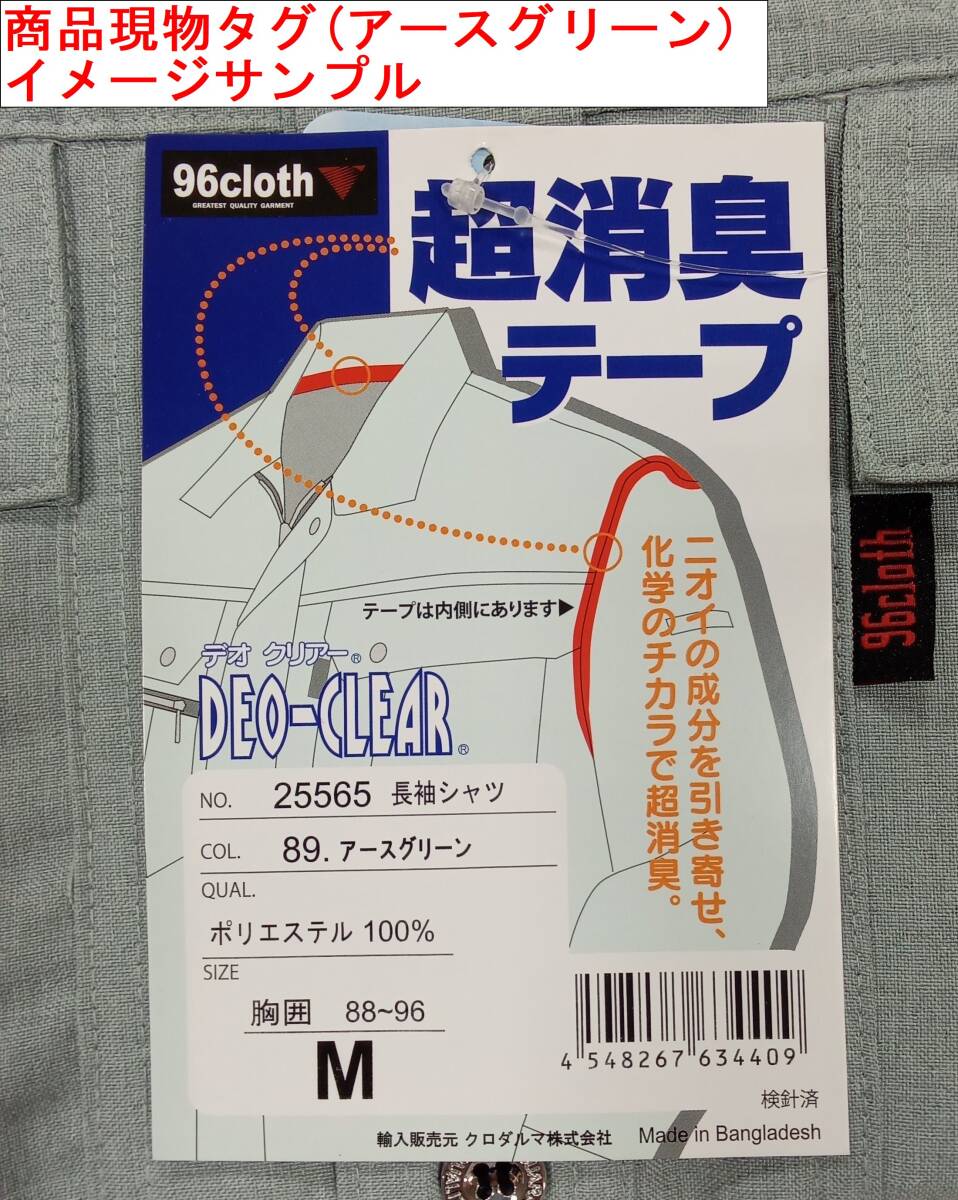 商品現物タグ(アースグリーン)
イメージサンプル
96cloth
GREATEST QUALITY GARMENT
超消臭
テープ
ニオイの成分を引き寄せ、
化学のチカラで超消臭。
テープは内側にあります▶
96cloth
デオ クリアー®
DEO-CLEAR®
NO. 25565 長袖シャツ
COL. 89. アースグリーン
QUAL.
ポリエステル 100%
SIZE
胸囲 88~96
M
4 548267 634409
検針済
輸入販売元 クロダルマ株式会社 Made in Bangladesh